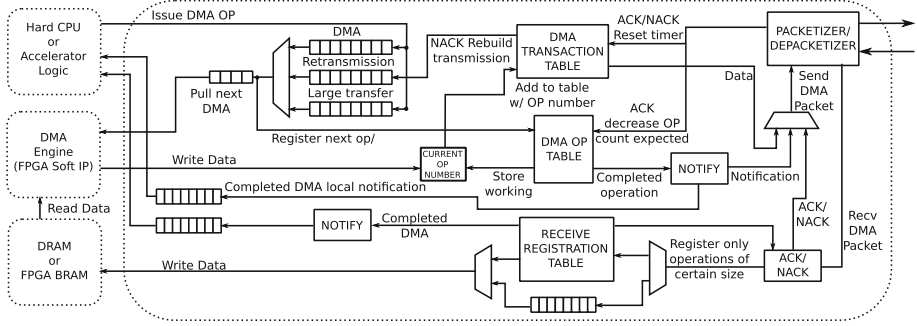 Hard CPU
or
Accelerator
Logic
Issue DMA OP
DMA
Retransmission
Large transfer
Pull next
DMA
NACK Rebuild
transmission
DMA
TRANSACTION
TABLE
ACK/NACK
Reset timer
PACKETIZER/
DEPACKETIZER
Data
Send
DMA
Packet
Add to table
w/ OP number
ACK
decrease OP
count expected
Register next op/
DMA
Engine
(FPGA Soft IP)
Write Data
CURRENT
OP
NUMBER
Store
working
DMA OP
TABLE
Completed
operation
NOTIFY
Notification
Completed DMA local notification
Read Data
DRAM
or
FPGA BRAM
NOTIFY
Completed
DMA
RECEIVE
REGISTRATION
TABLE
Register only
operations of
certain size
ACK/
NACK
ACK/
NACK
Recv
DMA
Packet
Write Data